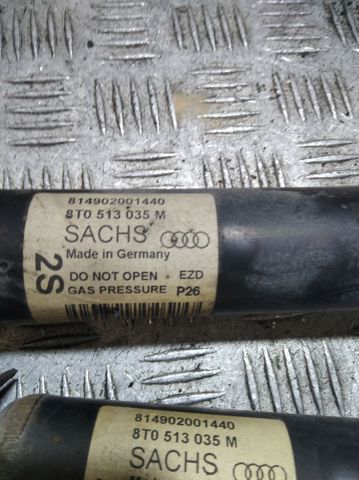 814902001440
8T0 513 035 M
SACHS
Made in Germany
2S
DO NOT OPEN EZD
GAS PRESSURE P26
814902001440
8T0 513 035 M
SACHS